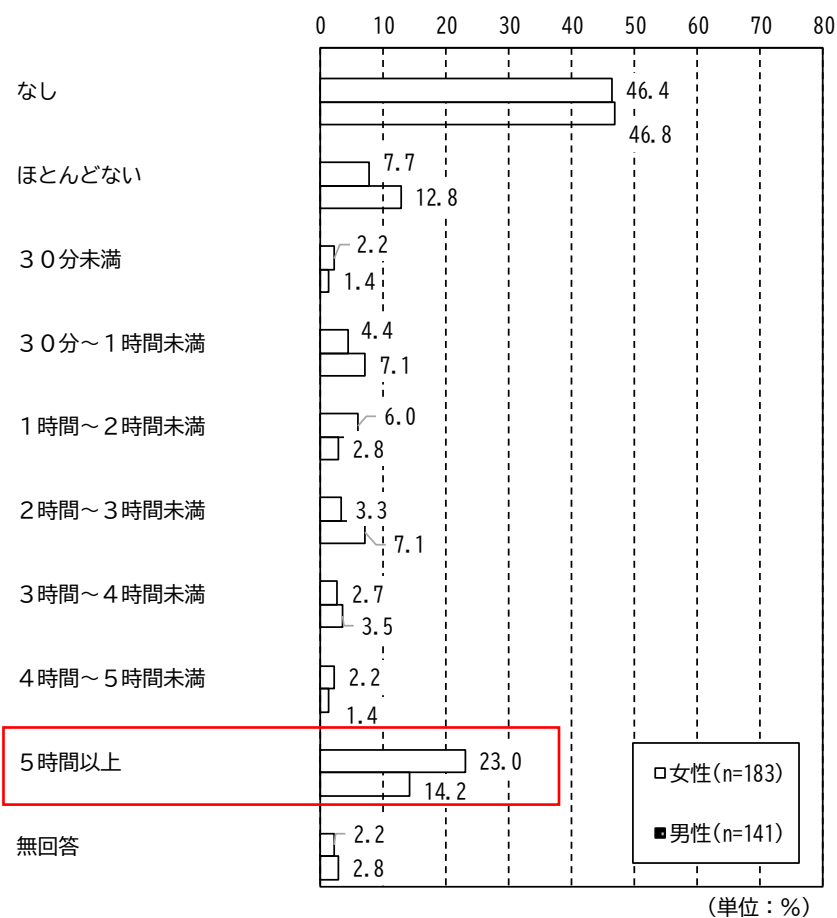 0 10 20 30 40 50 60 70 80
なし
46.4
46.8
ほとんどない
7.7
12.8
３０分未満
2.2
1.4
３０分～１時間未満
4.4
7.1
１時間～２時間未満
6.0
2.8
２時間～３時間未満
3.3
7.1
３時間～４時間未満
2.7
3.5
４時間～５時間未満
2.2
1.4
５時間以上
23.0
14.2
無回答
2.2
2.8
女性(n=183)
男性(n=141)
（単位：%）